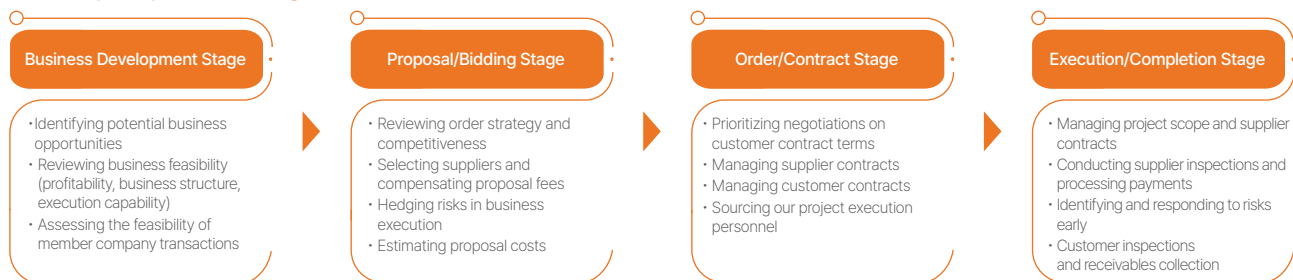 Business Development Stage
·Identifying potential business
opportunities
· Reviewing business feasibility
(profitability, business structure,
execution capability)
· Assessing the feasibility of
member company transactions
Proposal/Bidding Stage
· Reviewing order strategy and
competitiveness
· Selecting suppliers and
compensating proposal fees
· Hedging risks in business
execution
· Estimating proposal costs
Order/Contract Stage
· Prioritizing negotiations on
customer contract terms
· Managing supplier contracts
· Managing customer contracts
· Sourcing our project execution
personnel
Execution/Completion Stage
· Managing project scope and supplier
contracts
· Conducting supplier inspections and
processing payments
· Identifying and responding to risks
early
· Customer inspections
and receivables collection